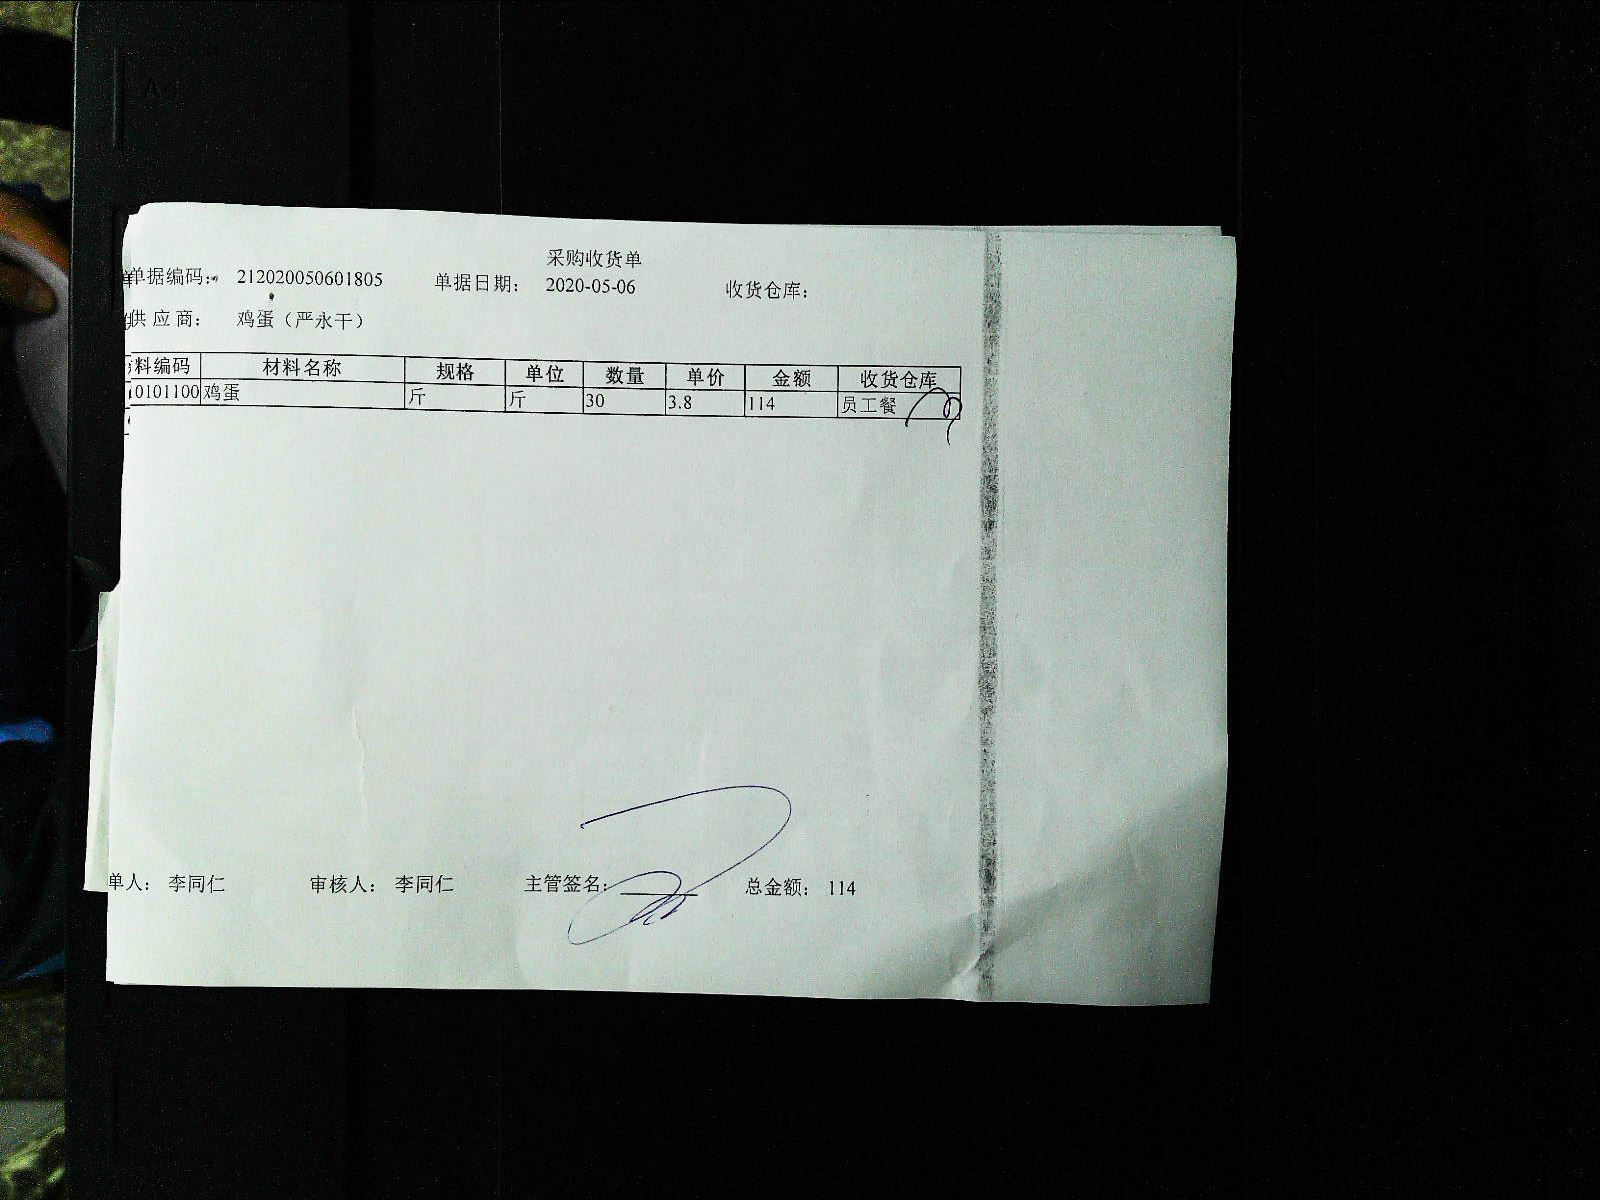 采购收货单
单据编码： 212020050601805 单据日期： 2020-05-06 收货仓库：
供应商： 鸡蛋（严永干）
料编码 材料名称 规格 单位 数量 单价 金额 收货仓库
0101100 鸡蛋 斤 斤 30 3.8 114 员工餐
单人： 李同仁 审核人： 李同仁 主管签名： 总金额： 114